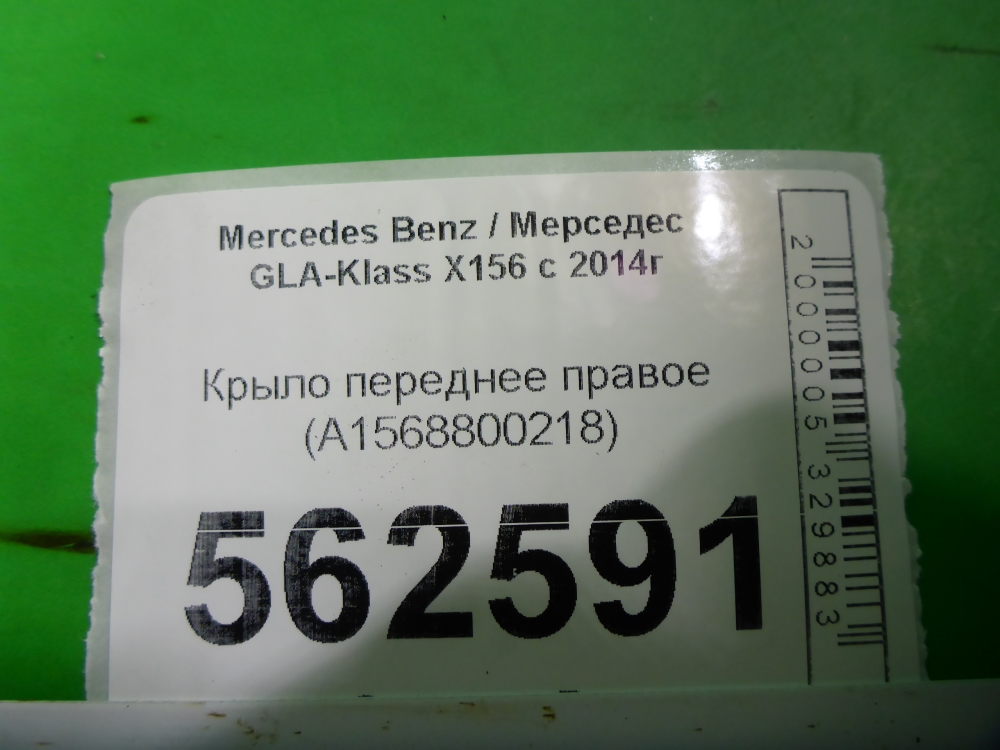 Mercedes Benz / Мерседес
GLA-Klass X156 с 2014г
Крыло переднее правое
(A1568800218)
562591
2000005329883